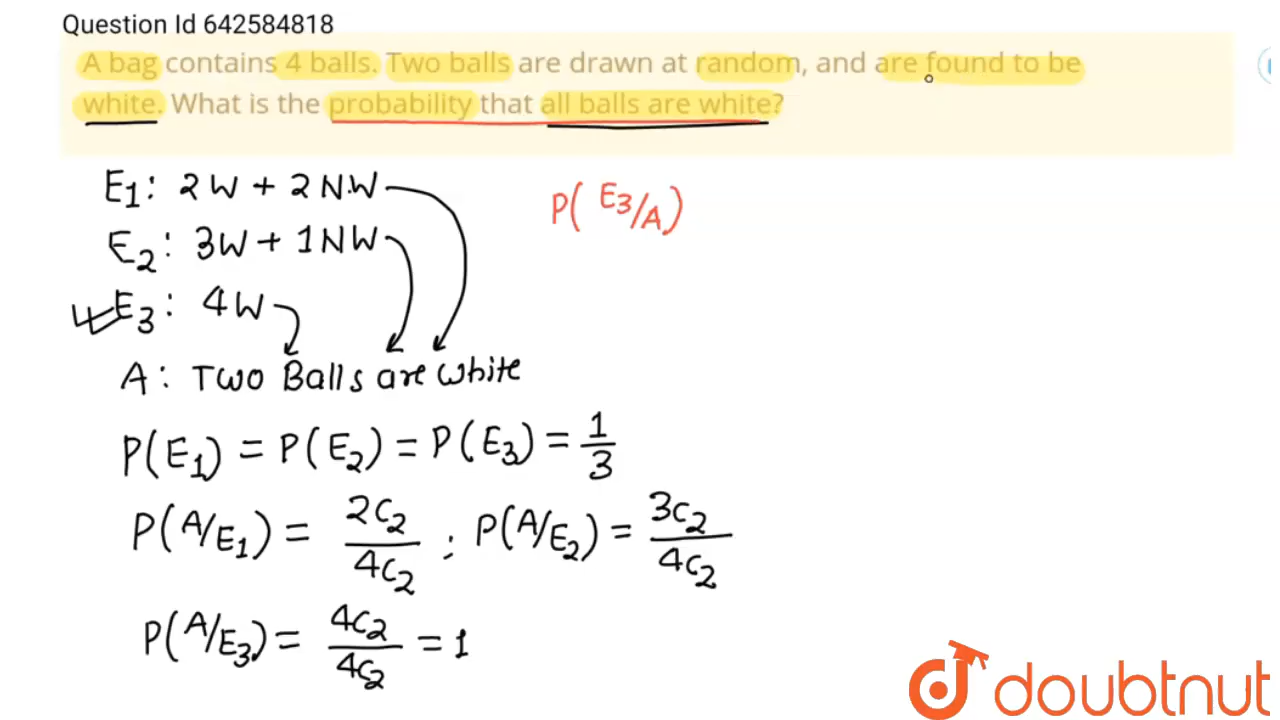 Question Id 642584818
A bag contains 4 balls. Two balls are drawn at random, and are found to be
white. What is the probability that all balls are white?
E1: 2W + 2 N.W
P( E3/A)
E2: 3W + 1NW
E3: 4W
A: Two Balls are White
P(E1) = P(E2) = P(E3) = 1/3
P(A/E1) = 2C2/4C2 ; P(A/E2) = 3C2/4C2
P(A/E3) = 4C2/4C2 = 1
doubtnut